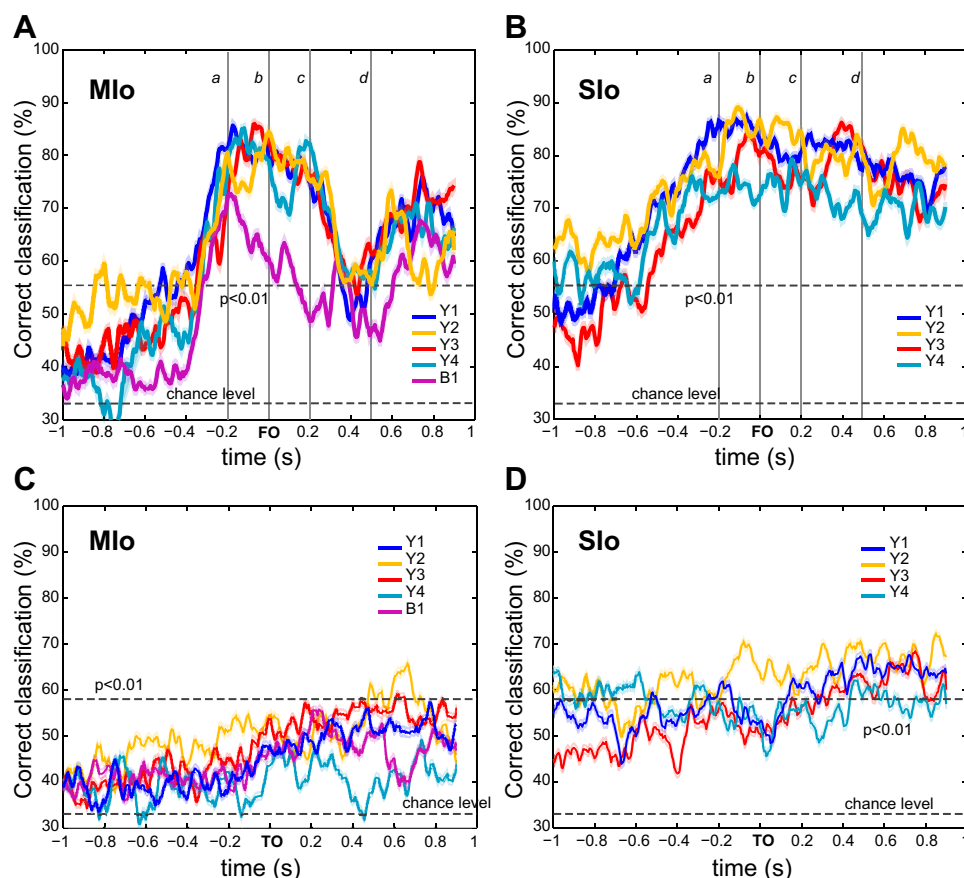 A
100
90
80
70
60
50
40
30
Correct classification (%)
MIo
a b c d
p<0.01
Y1
Y2
Y3
Y4
B1
chance level
−1 −0.8 −0.6 −0.4 −0.2 FO 0.2 0.4 0.6 0.8 1
time (s)
B
100
90
80
70
60
50
40
30
Correct classification (%)
SIo
a b c d
p<0.01
Y1
Y2
Y3
Y4
chance level
−1 −0.8 −0.6 −0.4 −0.2 FO 0.2 0.4 0.6 0.8 1
time (s)
C
100
90
80
70
60
50
40
30
Correct classification (%)
MIo
Y1
Y2
Y3
Y4
B1
p<0.01
chance level
−1 −0.8 −0.6 −0.4 −0.2 TO 0.2 0.4 0.6 0.8 1
time (s)
D
100
90
80
70
60
50
40
30
Correct classification (%)
SIo
Y1
Y2
Y3
Y4
p<0.01
chance level
−1 −0.8 −0.6 −0.4 −0.2 TO 0.2 0.4 0.6 0.8 1
time (s)